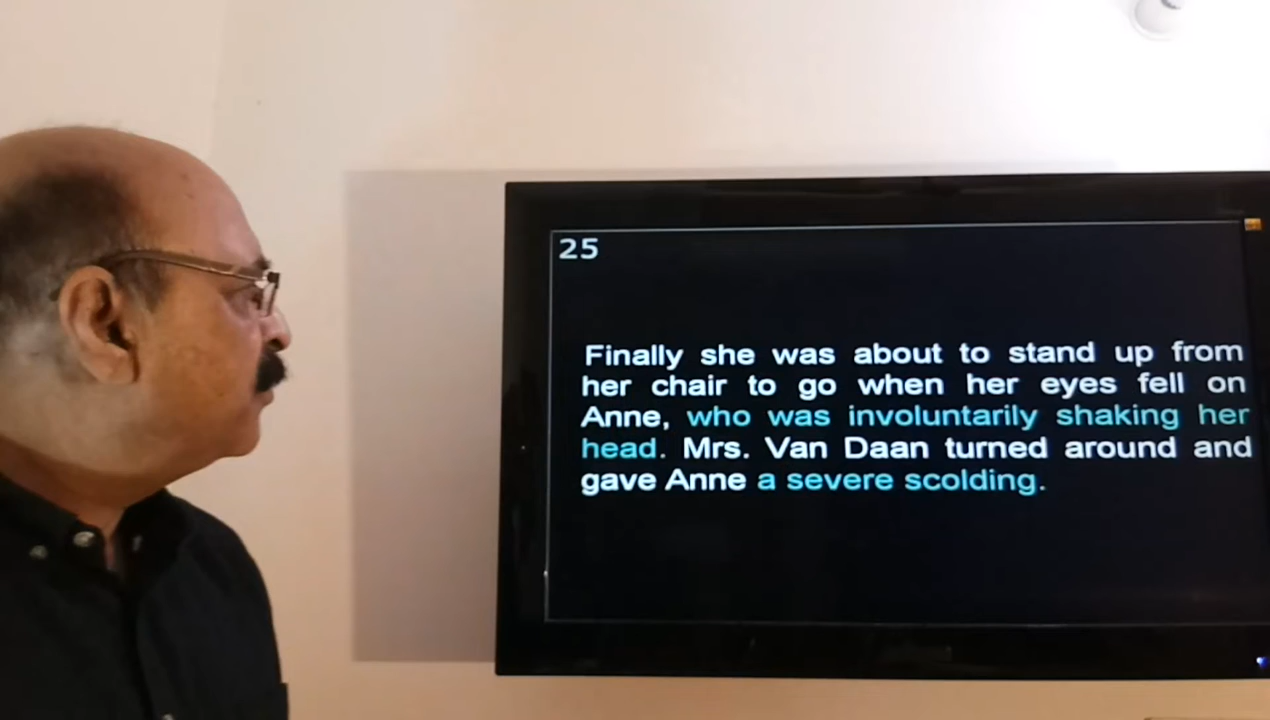 25
Finally she was about to stand up from
her chair to go when her eyes fell on
Anne, who was involuntarily shaking her
head. Mrs. Van Daan turned around and
gave Anne a severe scolding.